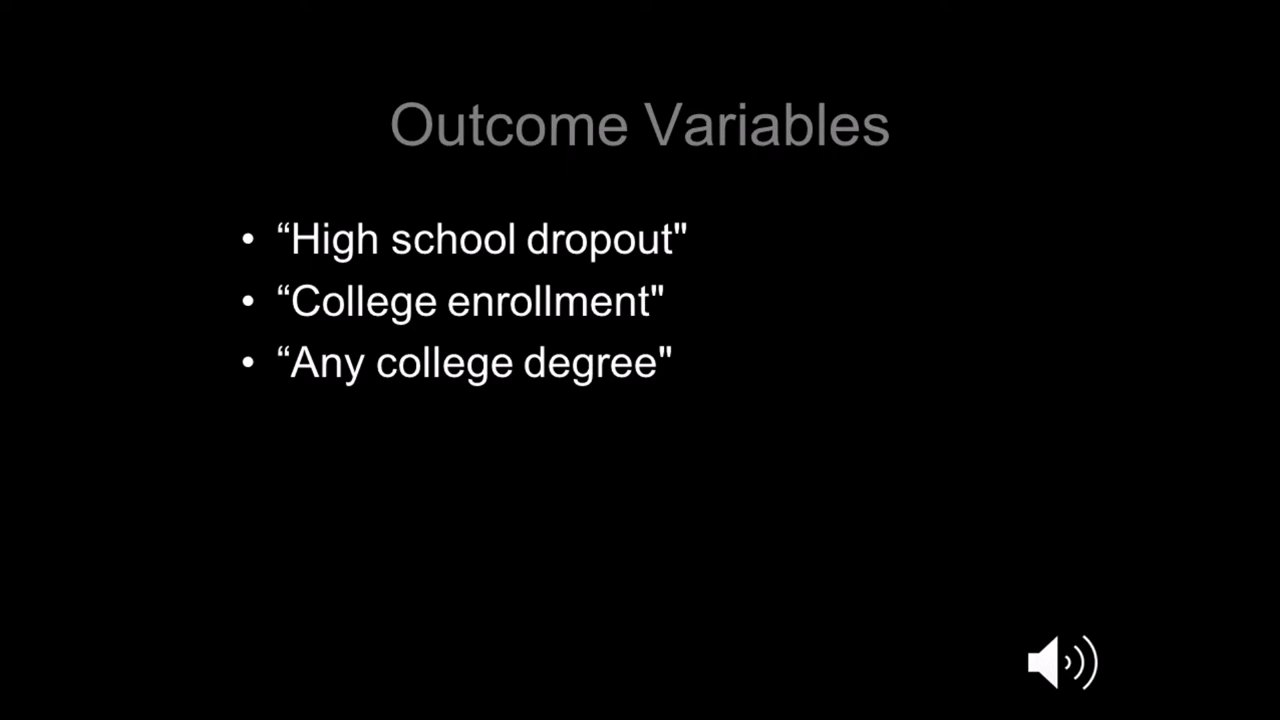 Outcome Variables
• “High school dropout"
• “College enrollment"
• “Any college degree"